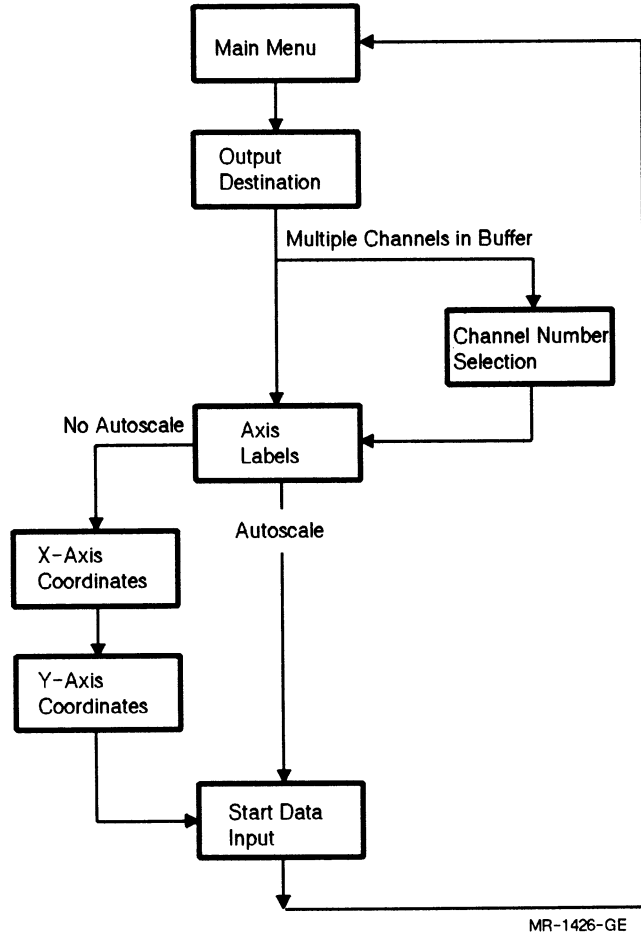 Main Menu
Output
Destination
Multiple Channels in Buffer
Channel Number
Selection
No Autoscale
Axis
Labels
Autoscale
X-Axis
Coordinates
Y-Axis
Coordinates
Start Data
Input
MR-1426-GE